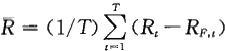 R̄ = (1/T) ∑_{t=1}^{T} (R_t − R_{F,t})